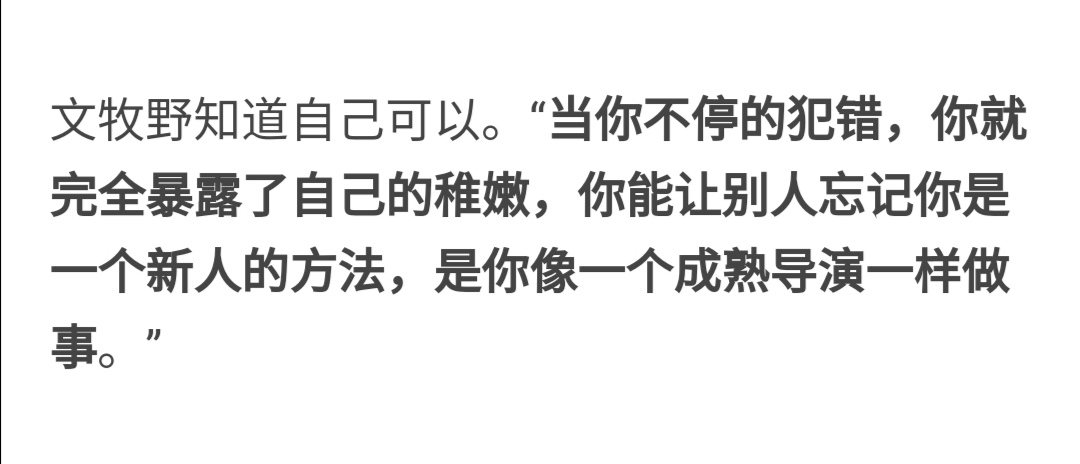 文牧野知道自己可以。“当你不停的犯错，你就
完全暴露了自己的稚嫩，你能让别人忘记你是
一个新人的方法，是你像一个成熟导演一样做
事。”